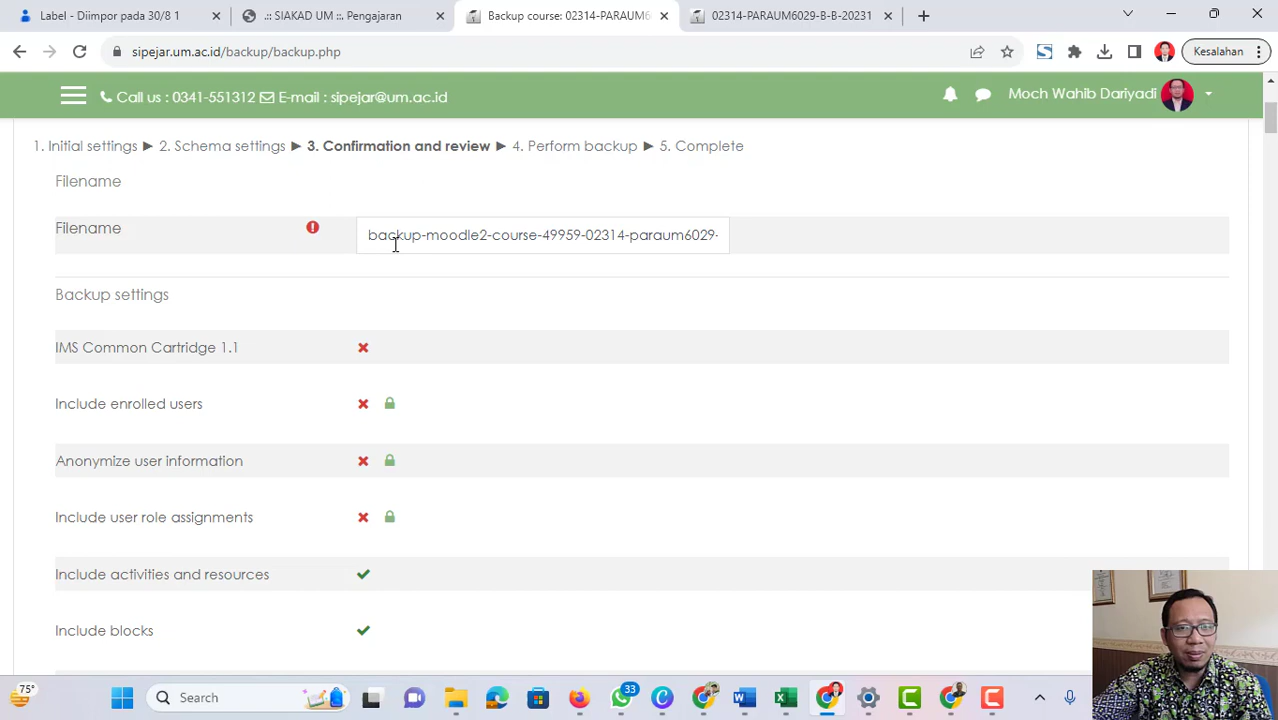 Label - Diimpor pada 30/8 1
.:: SIAKAD UM ::. Pengajaran
Backup course: 02314-PARAUM6
02314-PARAUM6029-B-B-20231
sipejar.um.ac.id/backup/backup.php
Kesalahan
Call us : 0341-551312 E-mail : sipejar@um.ac.id
Moch Wahib Dariyadi
1. Initial settings ► 2. Schema settings ► 3. Confirmation and review ► 4. Perform backup ► 5. Complete
Filename
Filename
backup-moodle2-course-49959-02314-paraum6029-
Backup settings
IMS Common Cartridge 1.1
Include enrolled users
Anonymize user information
Include user role assignments
Include activities and resources
Include blocks
75°
Search
33